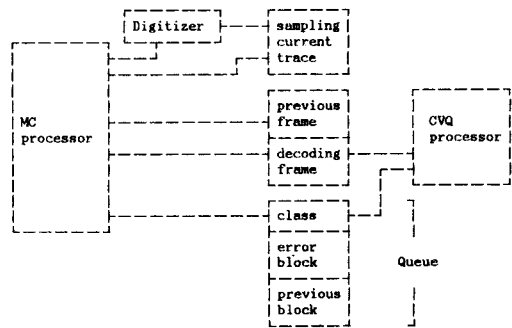 Digitizer
sampling
current
trace
MC
processor
previous
frame
decoding
frame
CVQ
processor
class
error
block
previous
block
Queue